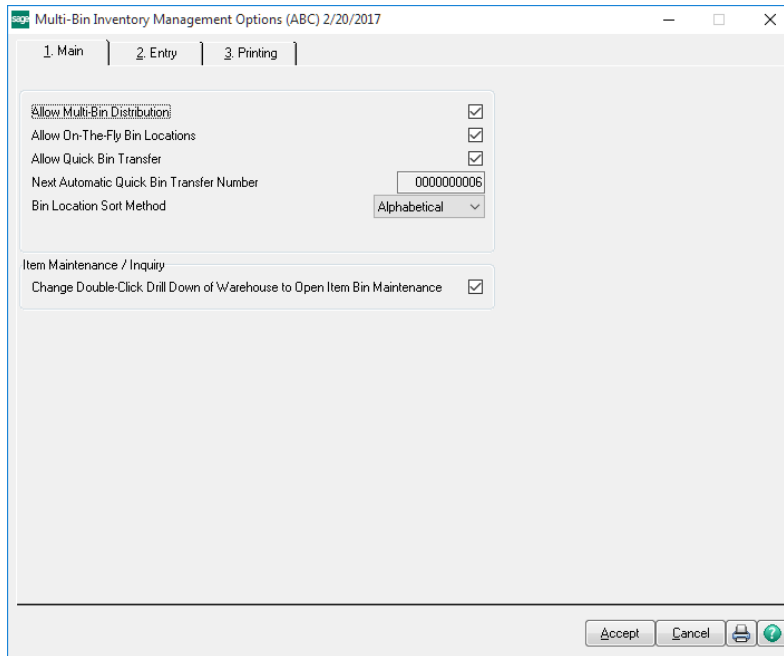 sage Multi-Bin Inventory Management Options (ABC) 2/20/2017
1. Main 2. Entry 3. Printing
Allow Multi-Bin Distribution
Allow On-The-Fly Bin Locations
Allow Quick Bin Transfer
Next Automatic Quick Bin Transfer Number 0000000006
Bin Location Sort Method Alphabetical
Item Maintenance / Inquiry
Change Double-Click Drill Down of Warehouse to Open Item Bin Maintenance
Accept Cancel ?